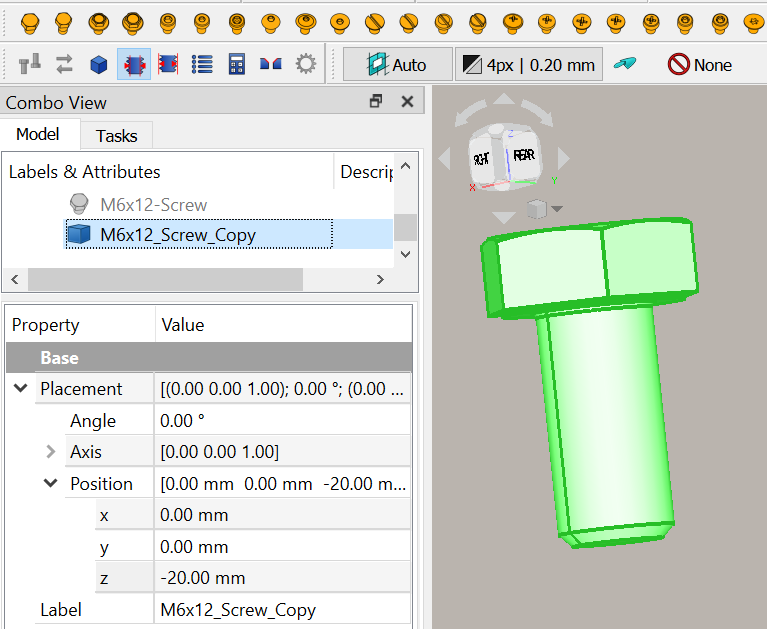 Auto
4px | 0.20 mm
None
Combo View
Model
Tasks
Labels & Attributes
Descrip
M6x12-Screw
M6x12_Screw_Copy
RIGHT
REAR
Z
X
Y
Property
Value
Base
Placement
[(0.00 0.00 1.00); 0.00 °; (0.00 ...
Angle
0.00 °
Axis
[0.00 0.00 1.00]
Position
[0.00 mm 0.00 mm -20.00 m...
x
0.00 mm
y
0.00 mm
z
-20.00 mm
Label
M6x12_Screw_Copy